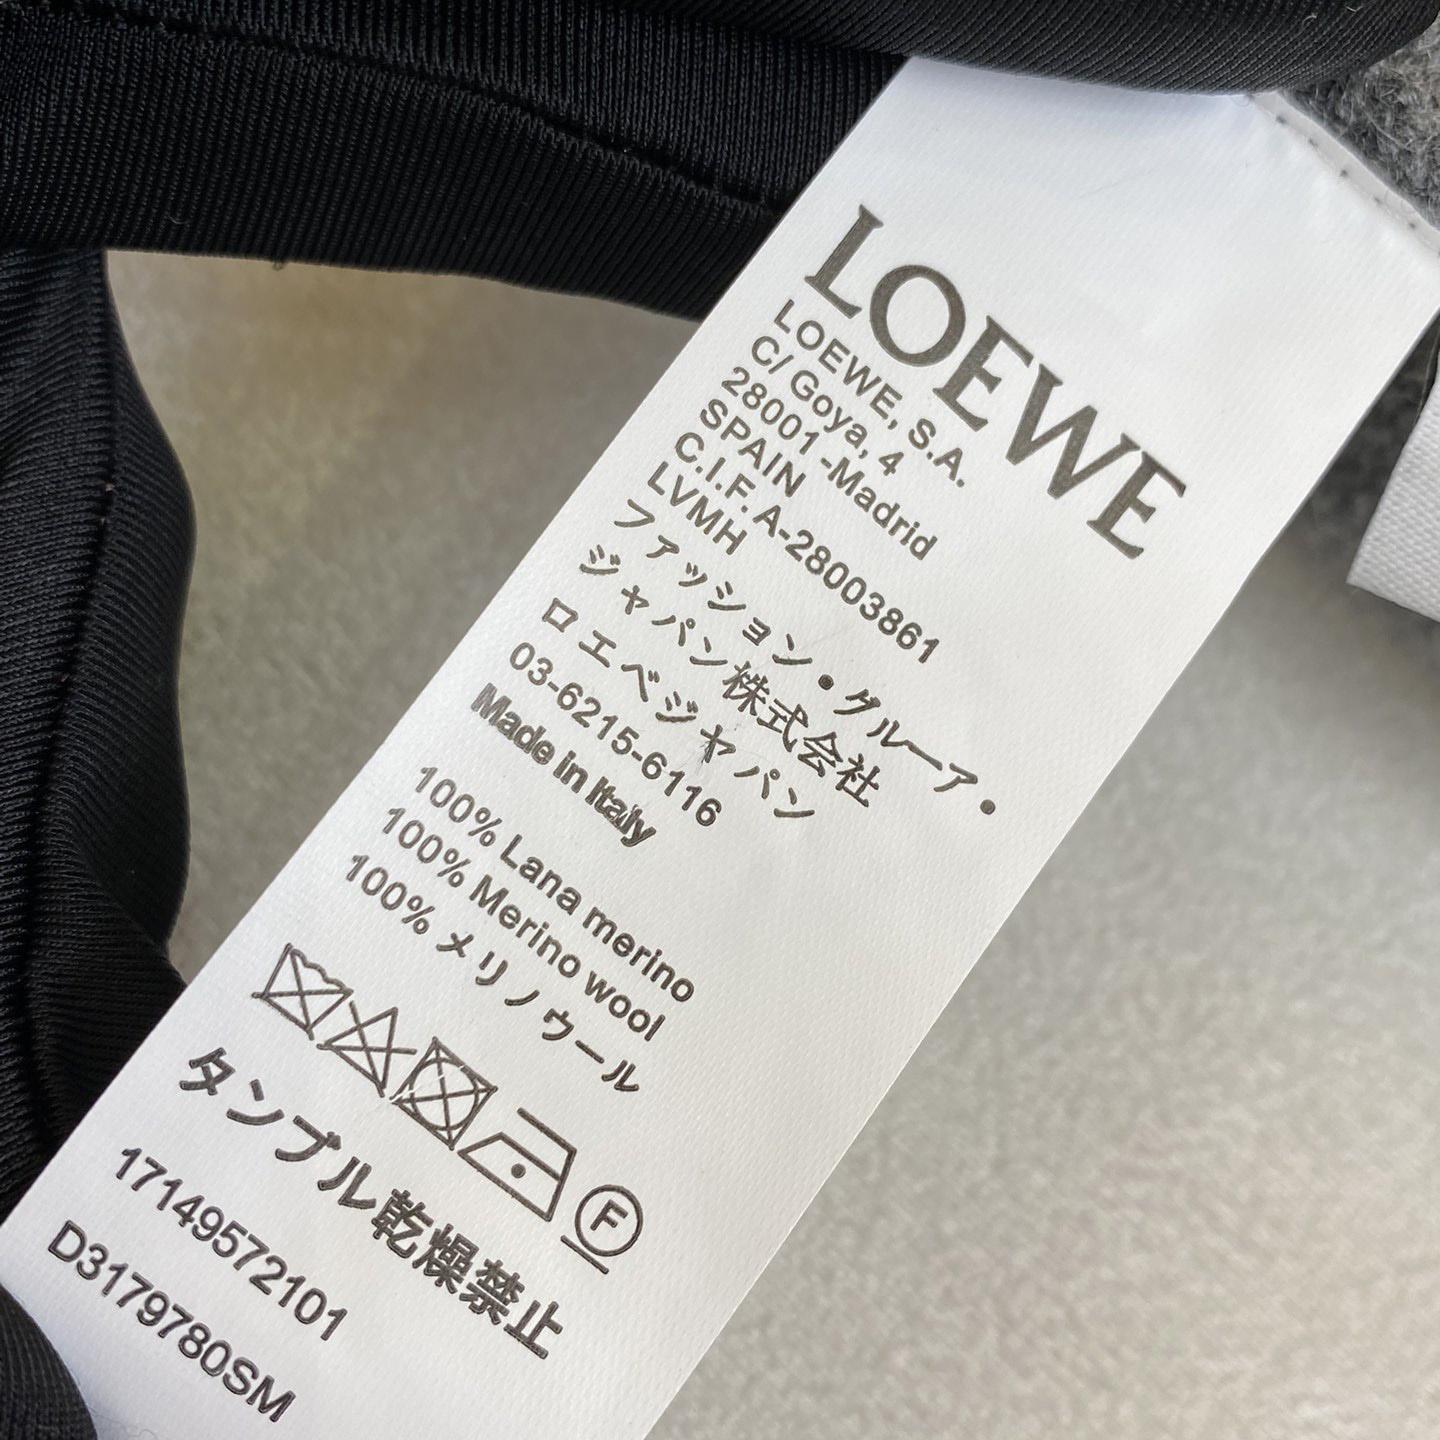 LOEWE
LOEWE, S.A.
C/ Goya, 4
28001 -Madrid
SPAIN
C.I.F. A-28003861
LVMH
ファッション・グループ・
ジャパン株式会社
ロエベジャパン
03-6215-6116
Made in Italy
100% Lana merino
100% Merino wool
100% メリノウール
F
タンブル乾燥禁止
17149572101
D3179780SM